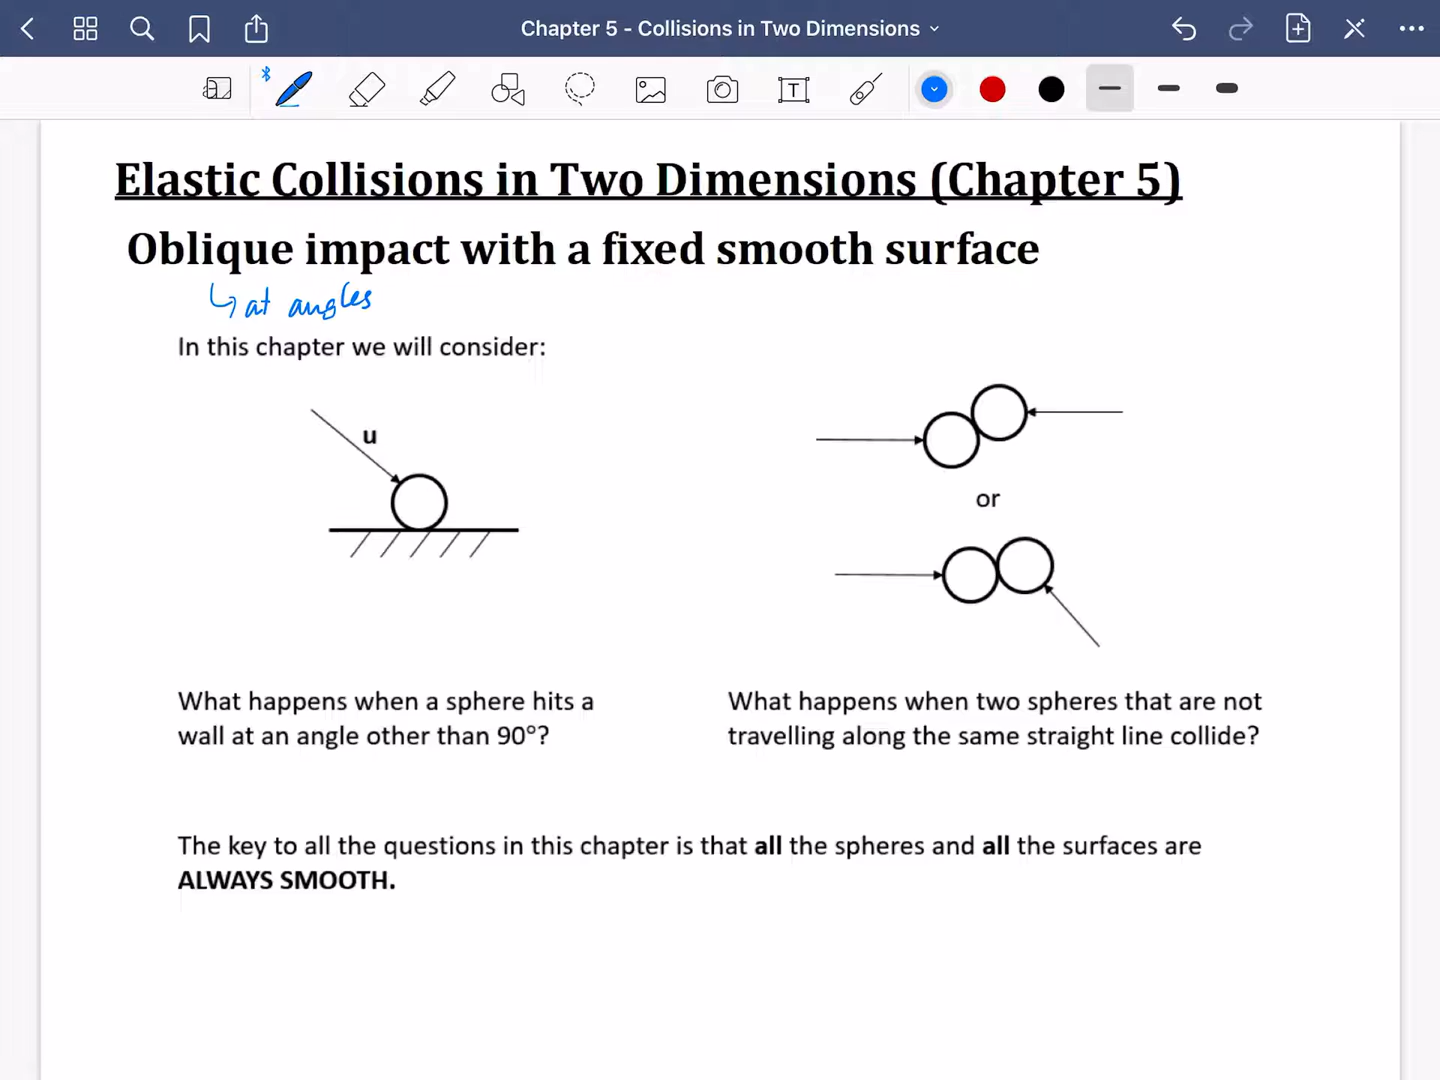 Chapter 5 - Collisions in Two Dimensions
T
Elastic Collisions in Two Dimensions (Chapter 5)
Oblique impact with a fixed smooth surface
at angles
In this chapter we will consider:
u
or
What happens when a sphere hits a
wall at an angle other than 90°?
What happens when two spheres that are not
travelling along the same straight line collide?
The key to all the questions in this chapter is that all the spheres and all the surfaces are
ALWAYS SMOOTH.